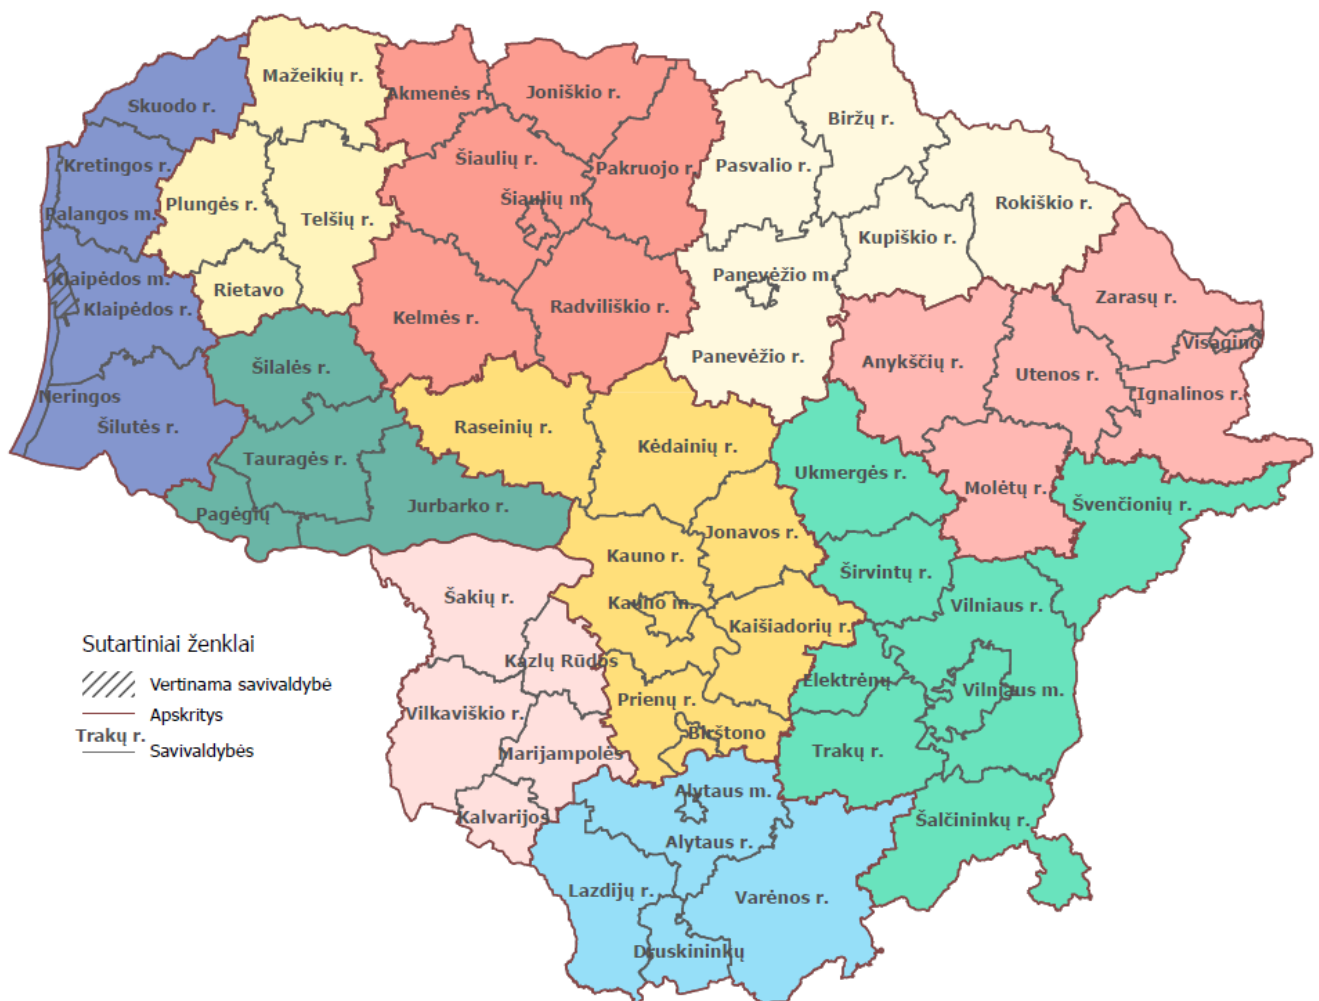 Mažeikių r.
Akmenės r.
Joniškio r.
Skuodo r.
Biržų r.
Kretingos r.
Šiaulių r.
Pakruojo r.
Pasvalio r.
Plungės r.
Šiaulių m.
Rokiškio r.
Palangos m.
Telšių r.
Kupiškio r.
Klaipėdos m.
Panevėžio m.
Rietavo
Zarasų r.
Klaipėdos r.
Kelmės r.
Radviliškio r.
Visagino
Panevėžio r.
Anykščių r.
Šilalės r.
Utenos r.
Neringos
Ignalinos r.
Šilutės r.
Raseinių r.
Kėdainių r.
Tauragės r.
Ukmergės r.
Molėtų r.
Pagėgių
Jurbarko r.
Švenčionių r.
Jonavos r.
Kauno r.
Širvintų r.
Šakių r.
Kauno m.
Vilniaus r.
Kaišiadorių r.
Sutartiniai ženklai
Kazlų Rūdos
Vertinama savivaldybė
Elektrėnų
Vilniaus m.
Prienų r.
Apskritys
Vilkaviškio r.
Trakų r.
Savivaldybės
Birštono
Marijampolės
Trakų r.
Alytaus m.
Kalvarijos
Šalčininkų r.
Alytaus r.
Lazdijų r.
Varėnos r.
Druskininkų